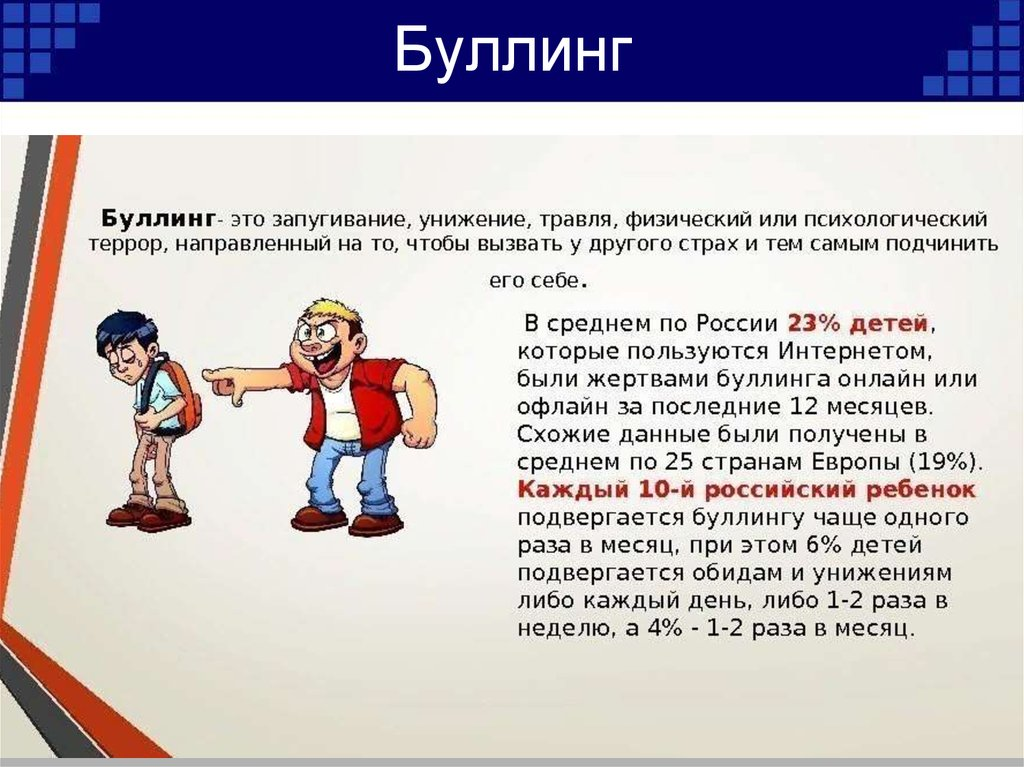 Буллинг
Буллинг- это запугивание, унижение, травля, физический или психологический
террор, направленный на то, чтобы вызвать у другого страх и тем самым подчинить
его себе.
В среднем по России 23% детей,
которые пользуются Интернетом,
были жертвами буллинга онлайн или
офлайн за последние 12 месяцев.
Схожие данные были получены в
среднем по 25 странам Европы (19%).
Каждый 10-й российский ребенок
подвергается буллингу чаще одного
раза в месяц, при этом 6% детей
подвергается обидам и унижениям
либо каждый день, либо 1-2 раза в
неделю, а 4% - 1-2 раза в месяц.